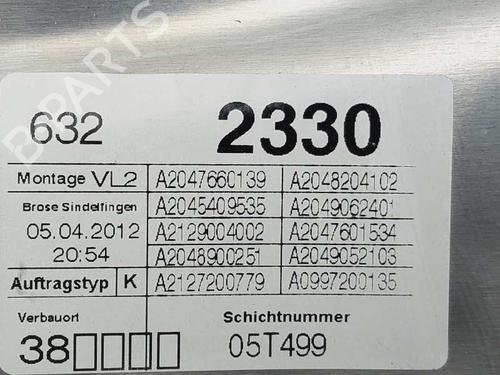 B-PARTS
632 2330
Montage VL2 A2047660139 A2048204102
Brose Sindelfingen A2045409535 A2049062401
05.04.2012 A2129004002 A2047601534
20:54 A2048900251 A2049052103
Auftragstyp K A2127200779 A0997200135
Verbauort Schichtnummer
38 05T499